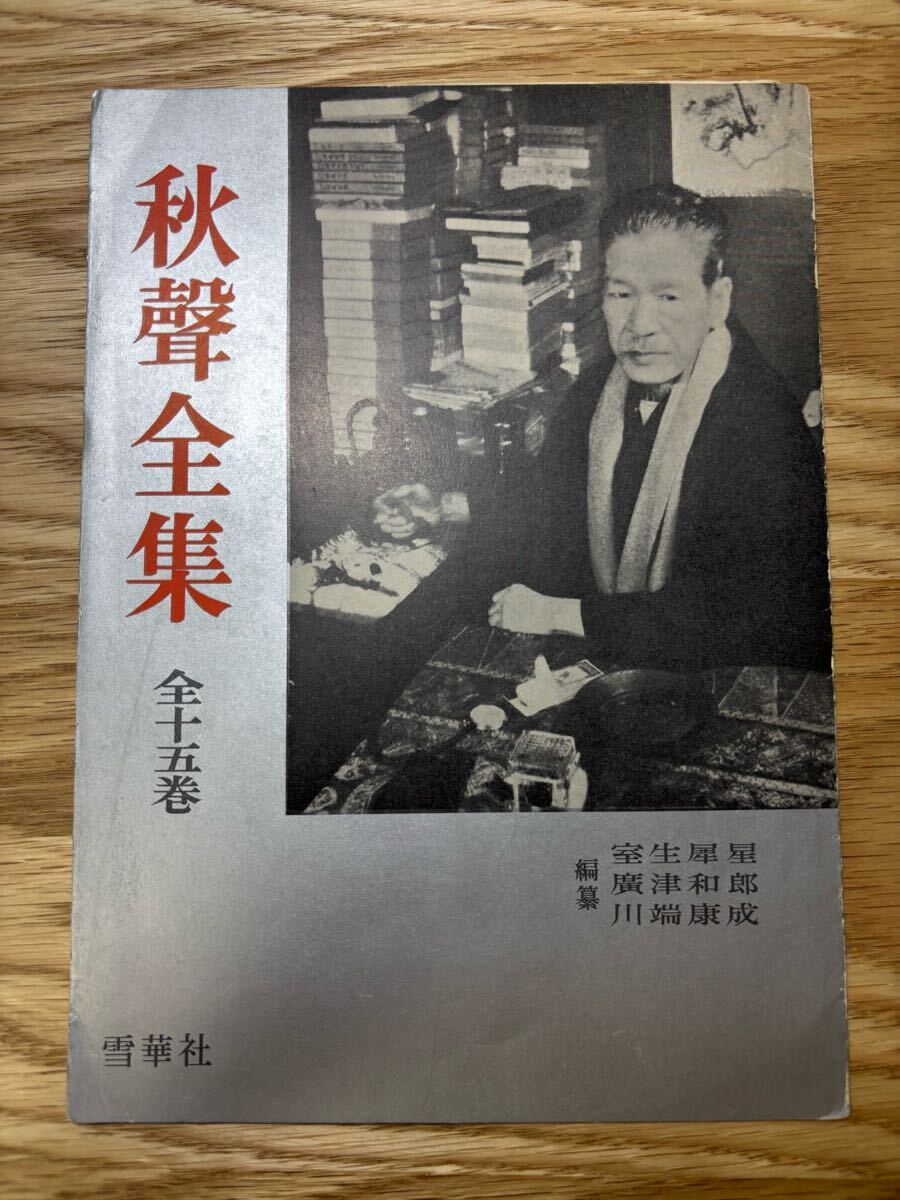 秋聲全集
全十五巻
室生犀星
廣津和郎
川端康成
編纂
雪華社